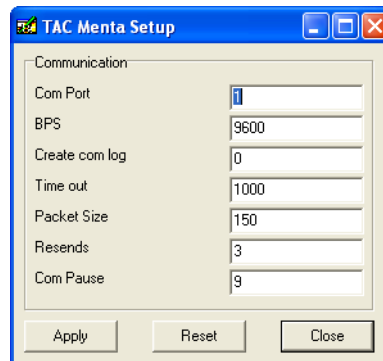 TAC Menta Setup
Communication
Com Port 1
BPS 9600
Create com log 0
Time out 1000
Packet Size 150
Resends 3
Com Pause 9
Apply Reset Close